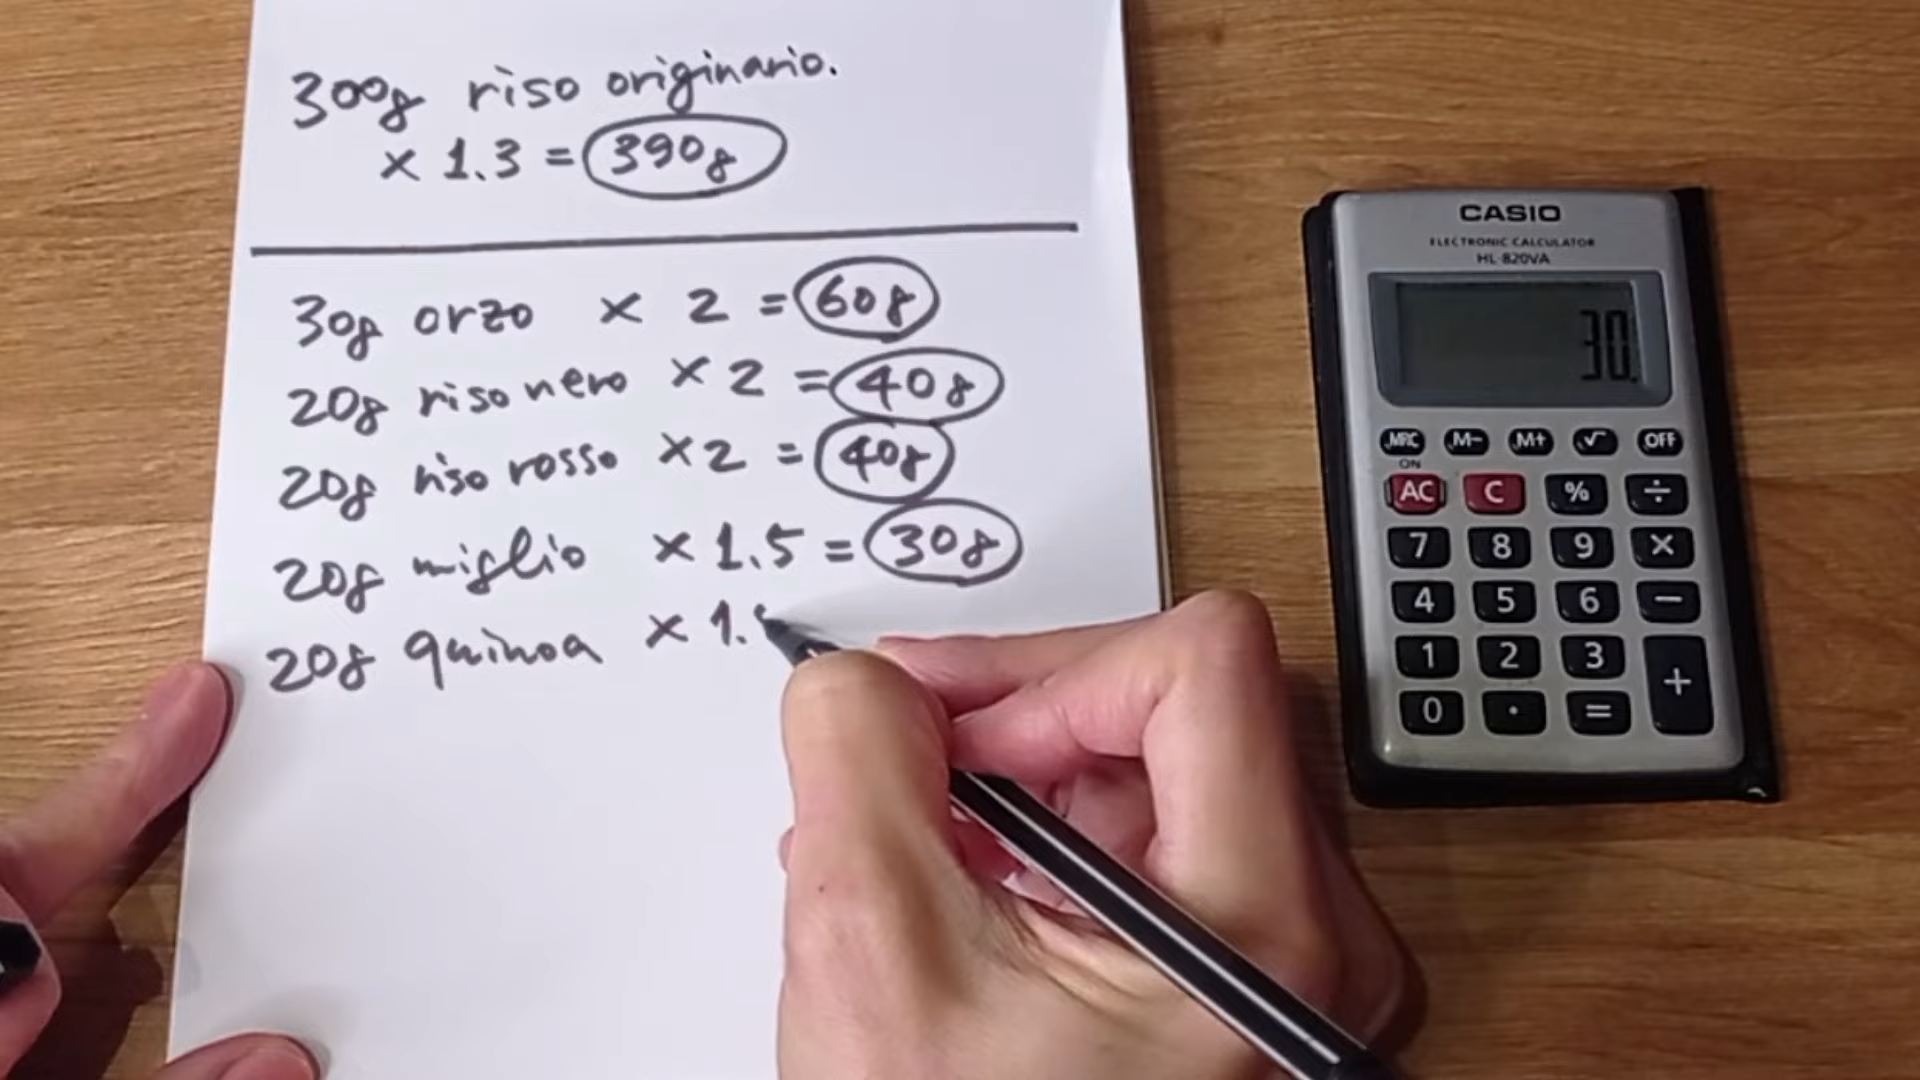 300g riso originario.
× 1.3 = 390g
30g orzo × 2 = 60g
20g riso nero × 2 = 40g
20g riso rosso × 2 = 40g
20g miglio × 1.5 = 30g
20g quinoa × 1.
CASIO
ELECTRONIC CALCULATOR
HL-820VA
30.
MRC M− M+ √ OFF
ON
AC C % ÷
7 8 9 ×
4 5 6 −
1 2 3 +
0 · =